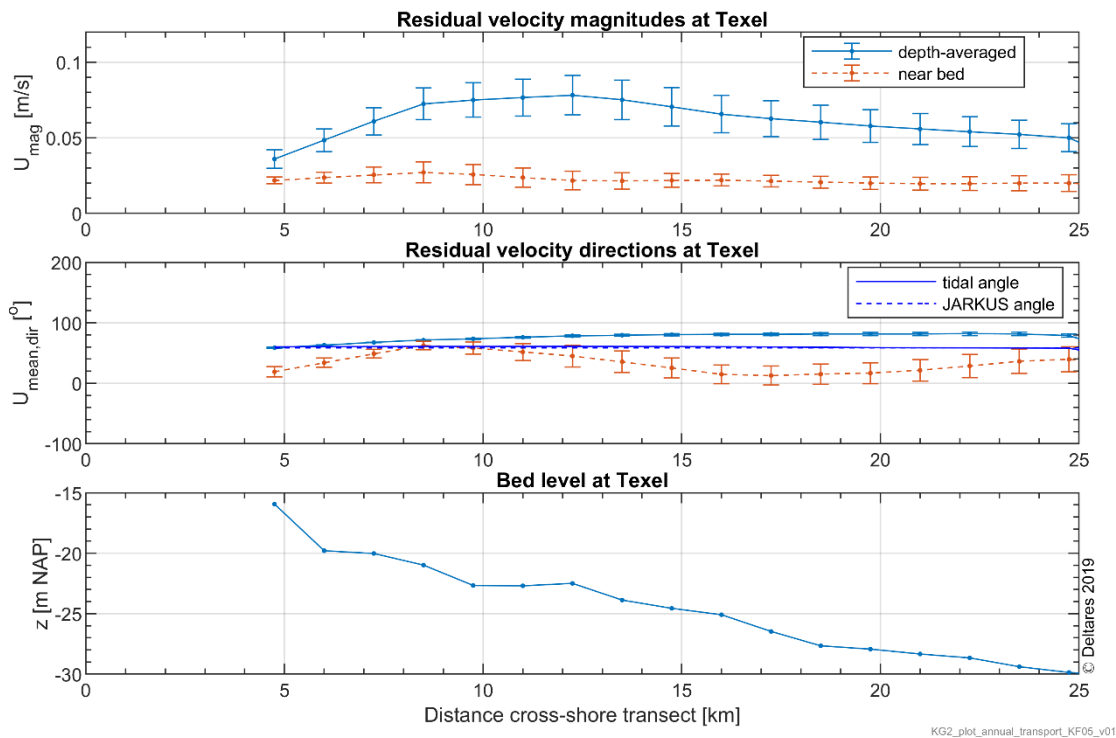 Residual velocity magnitudes at Texel
0.1
0.05
0
U_mag [m/s]
depth-averaged
near bed
0 5 10 15 20 25
Residual velocity directions at Texel
200
100
0
-100
U_mean,dir [o]
tidal angle
JARKUS angle
0 5 10 15 20 25
Bed level at Texel
-15
-20
-25
-30
z [m NAP]
0 5 10 15 20 25
Distance cross-shore transect [km]
© Deltares 2019
KG2_plot_annual_transport_KF05_v01